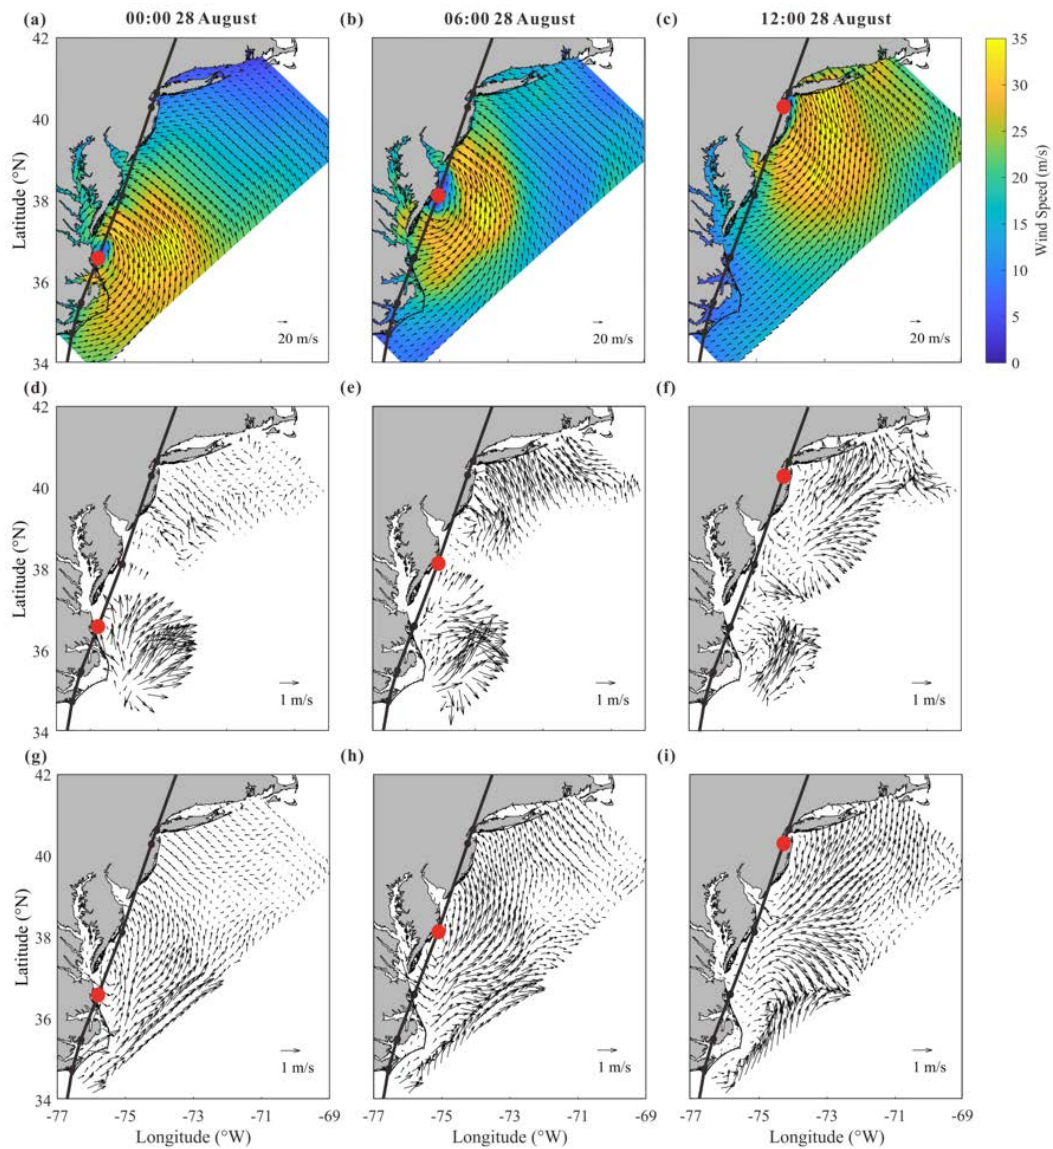 (a) 00:00 28 August
(b) 06:00 28 August
(c) 12:00 28 August
42
40
38
36
34
Latitude (°N)
20 m/s
20 m/s
20 m/s
35
30
25
20
15
10
5
0
Wind Speed (m/s)
(d)
(e)
(f)
42
40
38
36
34
Latitude (°N)
1 m/s
1 m/s
1 m/s
(g)
(h)
(i)
42
40
38
36
34
Latitude (°N)
1 m/s
1 m/s
1 m/s
-77 -75 -73 -71 -69
-77 -75 -73 -71 -69
-77 -75 -73 -71 -69
Longitude (°W)
Longitude (°W)
Longitude (°W)